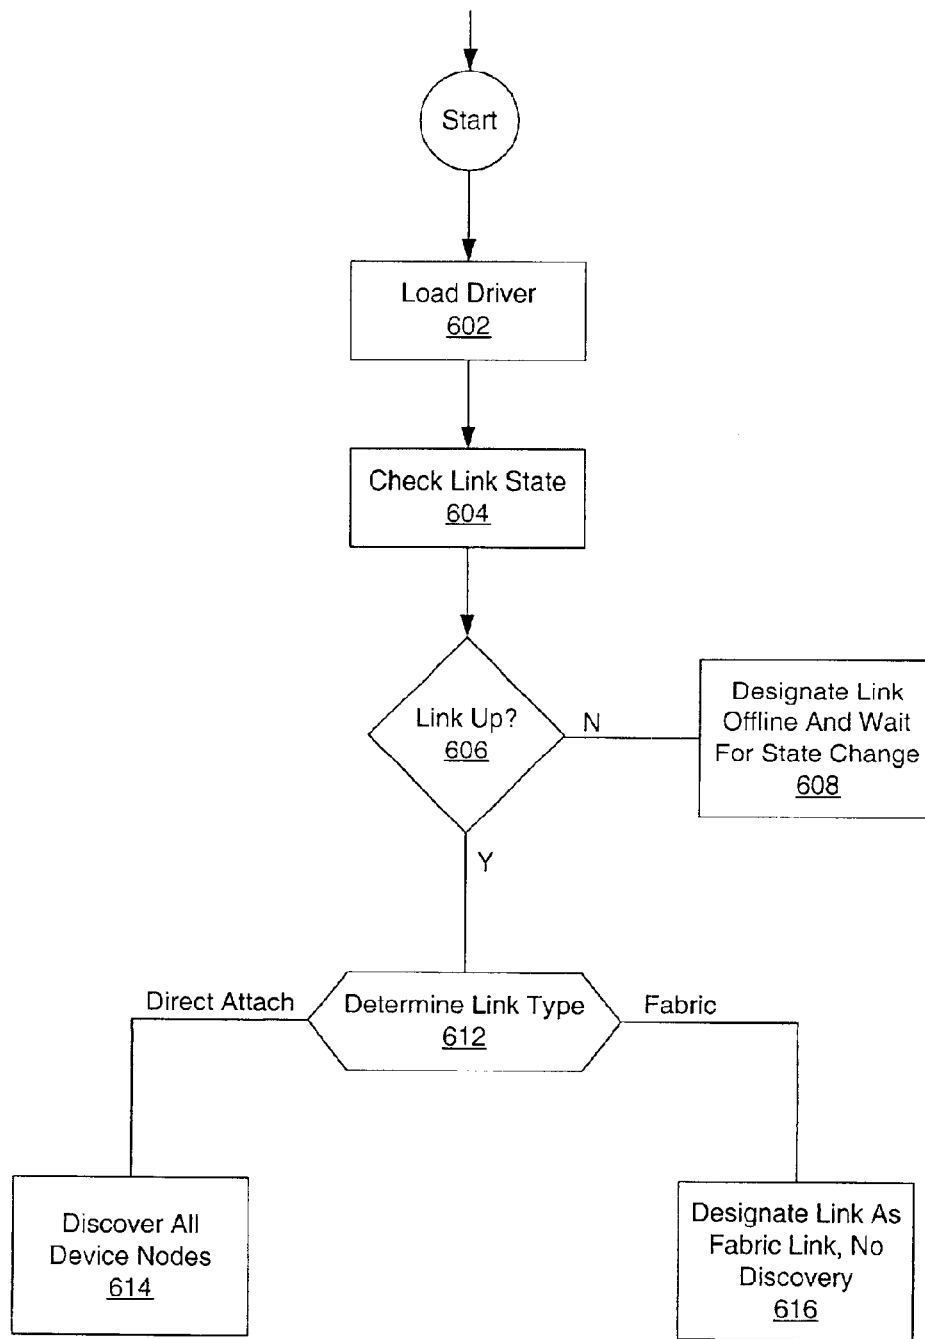 Start
Load Driver
602
Check Link State
604
Link Up?
606
N
Designate Link
Offline And Wait
For State Change
608
Y
Direct Attach
Determine Link Type
612
Fabric
Discover All
Device Nodes
614
Designate Link As
Fabric Link, No
Discovery
616